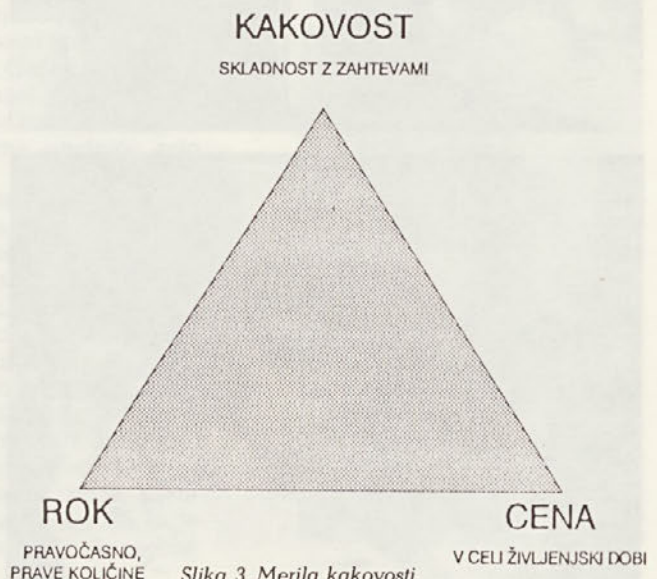 KAKOVOST
SKLADNOST Z ZAHTEVAMI
ROK
PRAVOČASNO,
PRAVE KOLIČINE
CENA
V CELI ŽIVLJENJSKI DOBI
Slika 3. Merila kakovosti